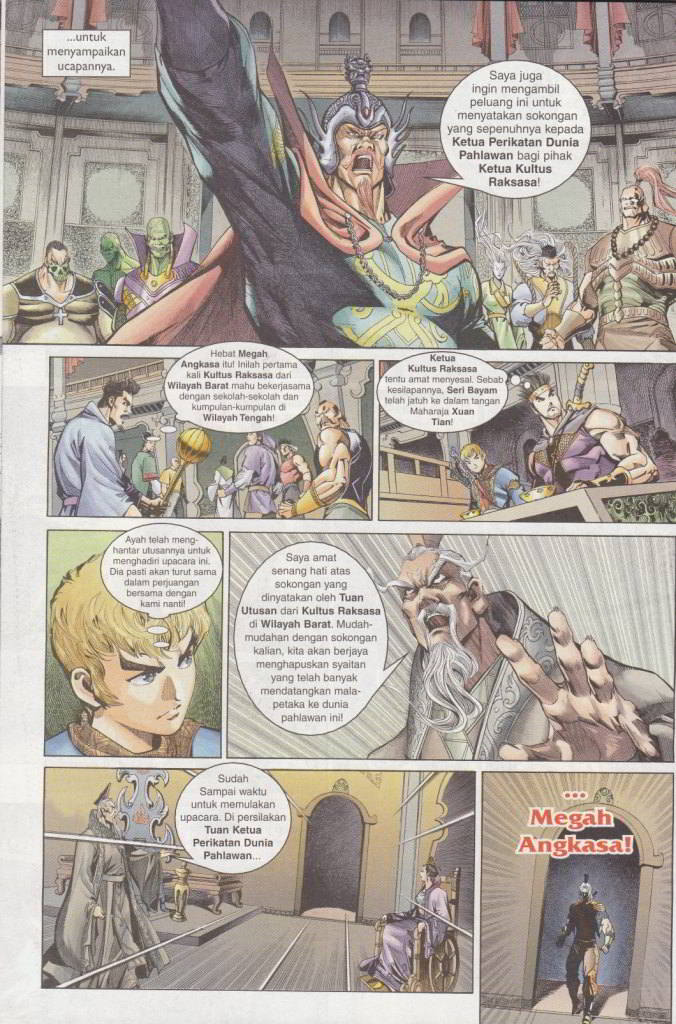 ...untuk
menyampaikan
ucapannya.
Saya juga
ingin mengambil
peluang ini untuk
menyatakan sokongan
yang sepenuhnya kepada
Ketua Perikatan Dunia
Pahlawan bagi pihak
Ketua Kultus
Raksasa!
Hebat Megah
Angkasa itu! Inilah pertama
kali Kultus Raksasa dari
Wilayah Barat mahu bekerjasama
dengan sekolah-sekolah dan
kumpulan-kumpulan di
Wilayah Tengah!
Ketua
Kultus Raksasa
tentu amat menyesal. Sebab
kesilapannya, Seri Bayam
telah jatuh ke dalam tangan
Maharaja Xuan
Tian!
Ayah telah meng-
hantar utusannya untuk
menghadiri upacara ini.
Dia pasti akan turut sama
dalam perjuangan
bersama dengan
kami nanti!
Saya amat
senang hati atas
sokongan yang
dinyatakan oleh Tuan
Utusan dari Kultus Raksasa
di Wilayah Barat. Mudah-
mudahan dengan sokongan
kalian, kita akan berjaya
menghapuskan syaitan
yang telah banyak
mendatangkan mala-
petaka ke dunia
pahlawan ini!
Sudah
Sampai waktu
untuk memulakan
upacara. Di persilakan
Tuan Ketua
Perikatan Dunia
Pahlawan...
...
Megah
Angkasa!